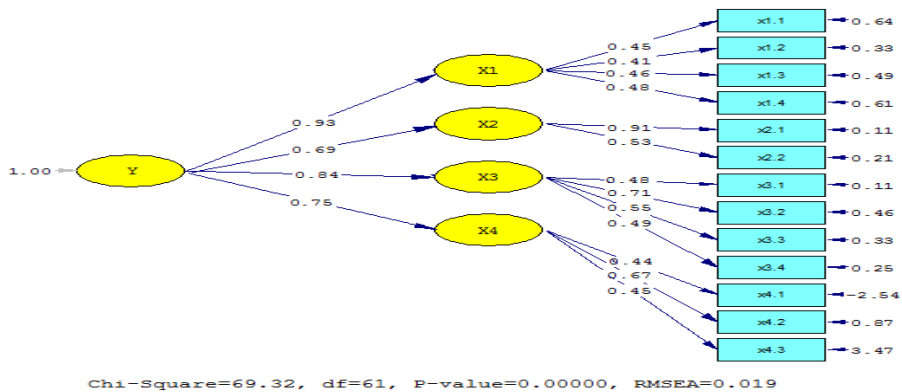 x1.1 0.64
0.45
x1.2 0.33
0.41
X1
0.46
x1.3 0.49
0.48
x1.4 0.61
0.93
X2
0.91
x2.1 0.11
0.53
0.69
x2.2 0.21
1.00 Y
0.84
X3
0.48
x3.1 0.11
0.71
x3.2 0.46
0.75
0.55
0.49
x3.3 0.33
X4
x3.4 0.25
0.44
0.67
x4.1 -2.54
0.45
x4.2 0.87
x4.3 3.47
Chi-Square=69.32, df=61, P-value=0.00000, RMSEA=0.019